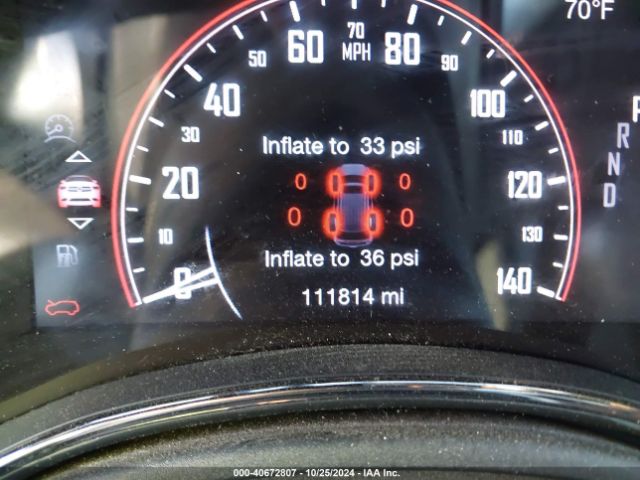 70°F
60 70 80
MPH
50 90
40 100
30 110
P
R
N
D
Inflate to 33 psi
0 0
20 120
0 0
10 130
Inflate to 36 psi
0 140
111814 mi
000-40672807 - 10/25/2024 - IAA Inc.